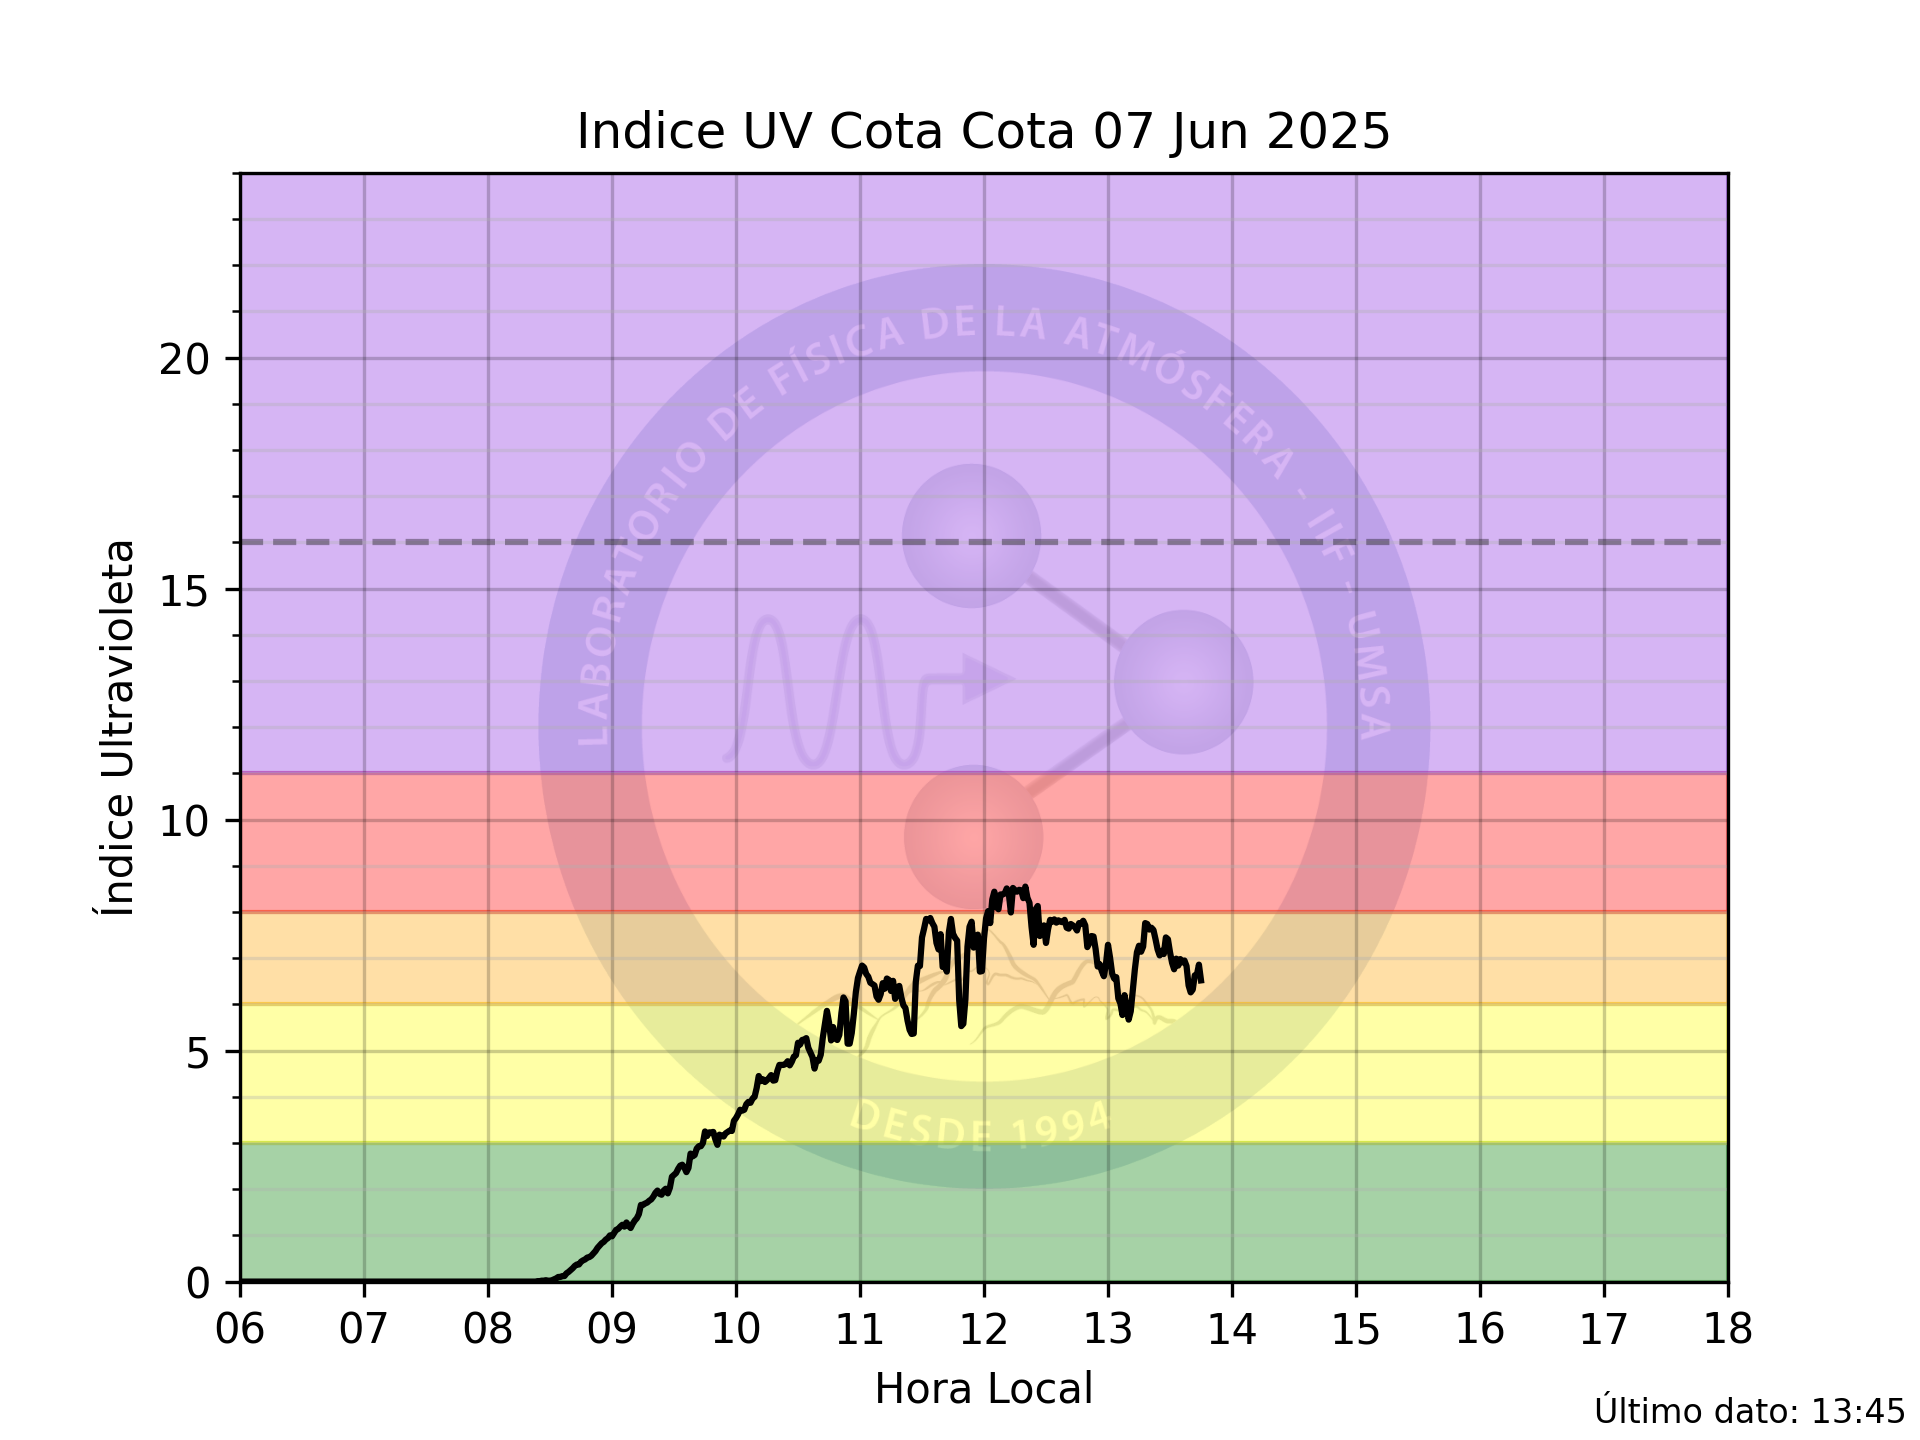 Indice UV Cota Cota 07 Jun 2025
LABORATORIO DE FÍSICA DE LA ATMÓSFERA - IIF - UMSA
DESDE 1994
Índice Ultravioleta
20
15
10
5
0
06 07 08 09 10 11 12 13 14 15 16 17 18
Hora Local
Último dato: 13:45